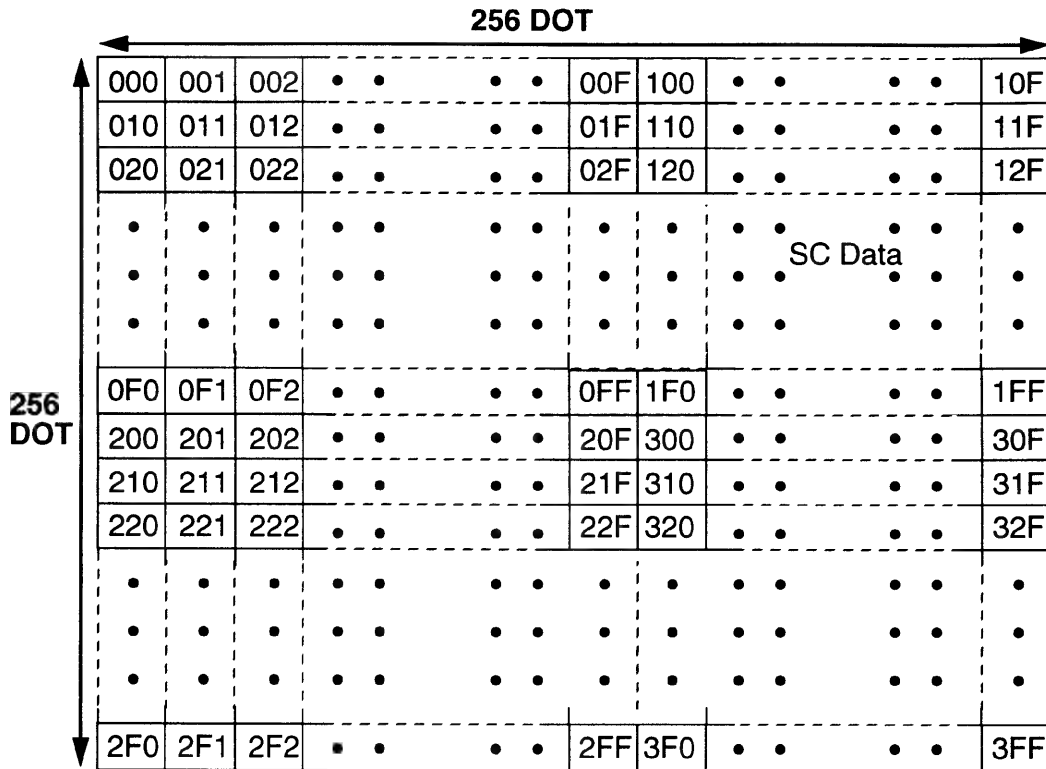 256 DOT
000 001 002 • • • • 00F 100 • • • • 10F
010 011 012 • • • • 01F 110 • • • • 11F
020 021 022 • • • • 02F 120 • • • • 12F
SC Data
0F0 0F1 0F2 • • • • 0FF 1F0 • • • • 1FF
256
DOT
200 201 202 • • • • 20F 300 • • • • 30F
210 211 212 • • • • 21F 310 • • • • 31F
220 221 222 • • • • 22F 320 • • • • 32F
2F0 2F1 2F2 • • • • 2FF 3F0 • • • • 3FF